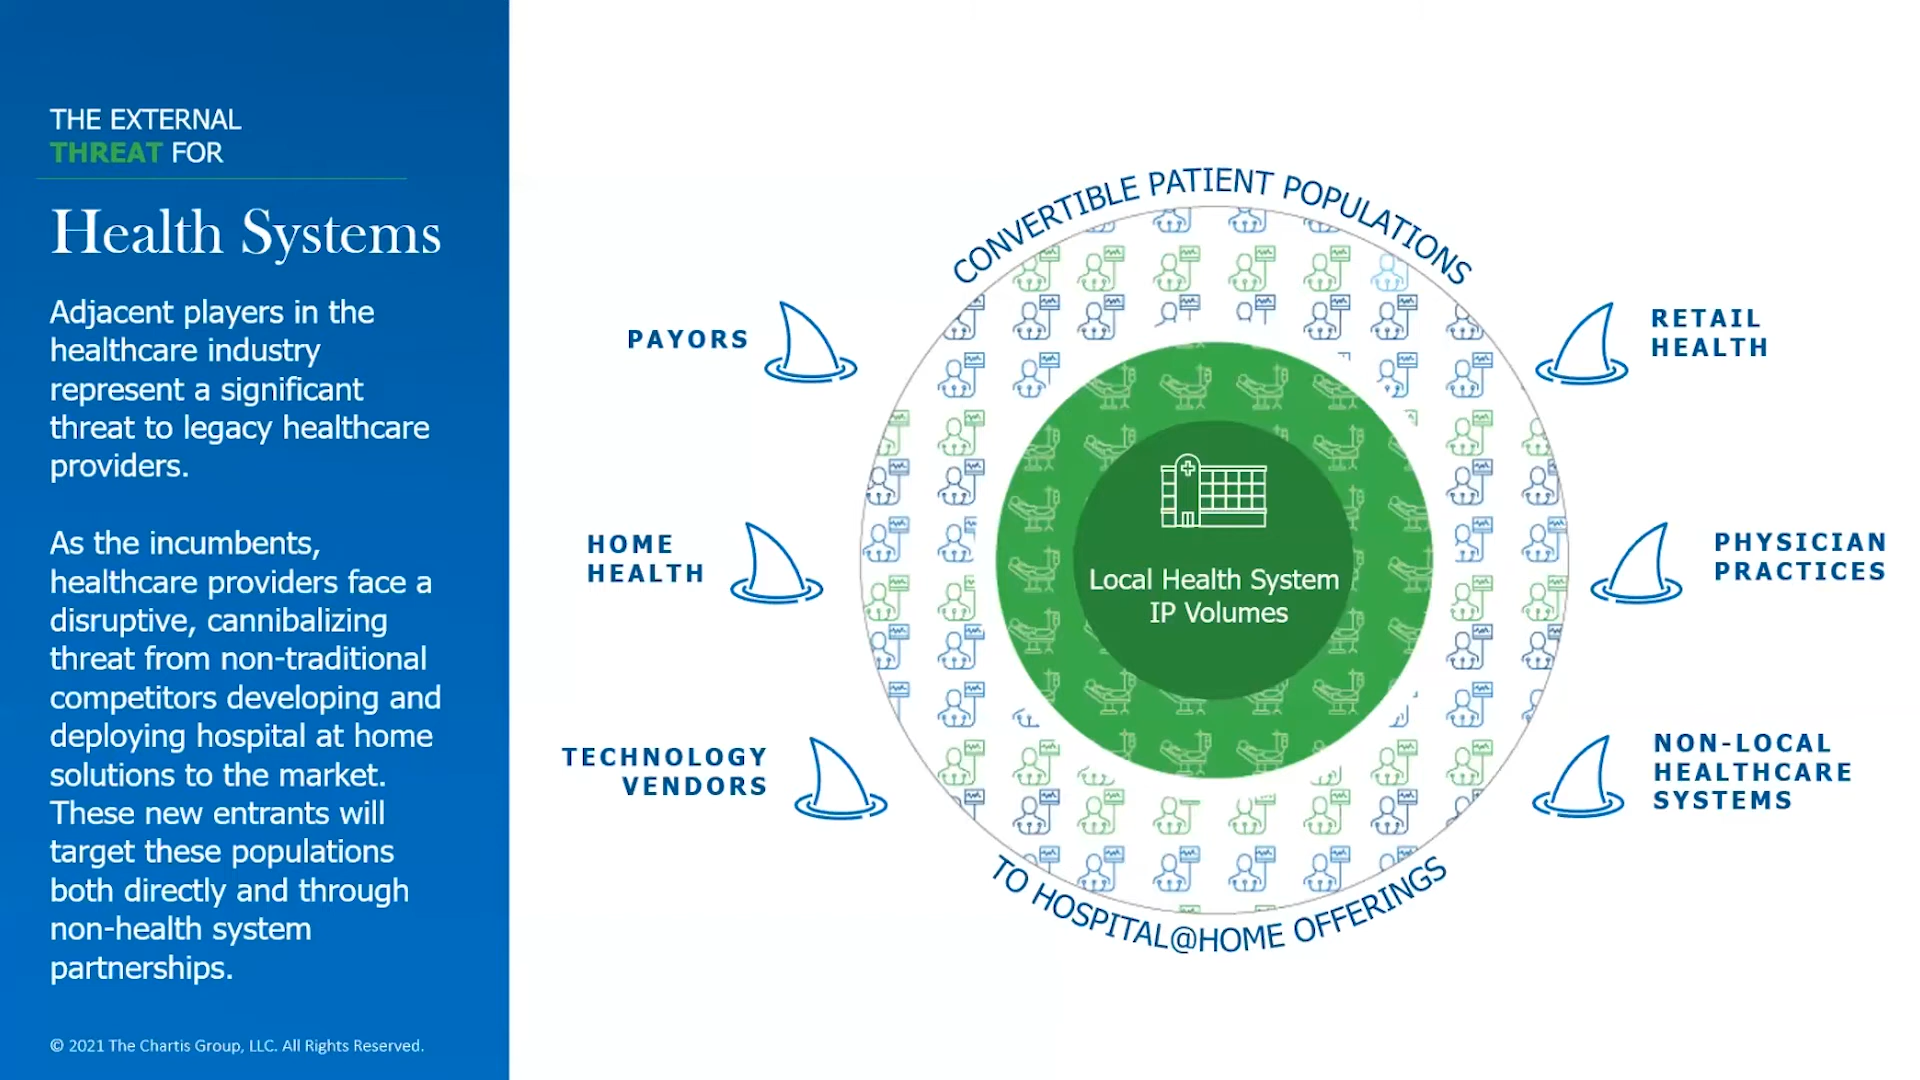 THE EXTERNAL
THREAT FOR
Health Systems
Adjacent players in the
healthcare industry
represent a significant
threat to legacy healthcare
providers.
As the incumbents,
healthcare providers face a
disruptive, cannibalizing
threat from non-traditional
competitors developing and
deploying hospital at home
solutions to the market.
These new entrants will
target these populations
both directly and through
non-health system
partnerships.
© 2021 The Chartis Group, LLC. All Rights Reserved.
CONVERTIBLE PATIENT POPULATIONS
PAYORS
HOME
HEALTH
TECHNOLOGY
VENDORS
Local Health System
IP Volumes
RETAIL
HEALTH
PHYSICIAN
PRACTICES
NON-LOCAL
HEALTHCARE
SYSTEMS
TO HOSPITAL@HOME OFFERINGS